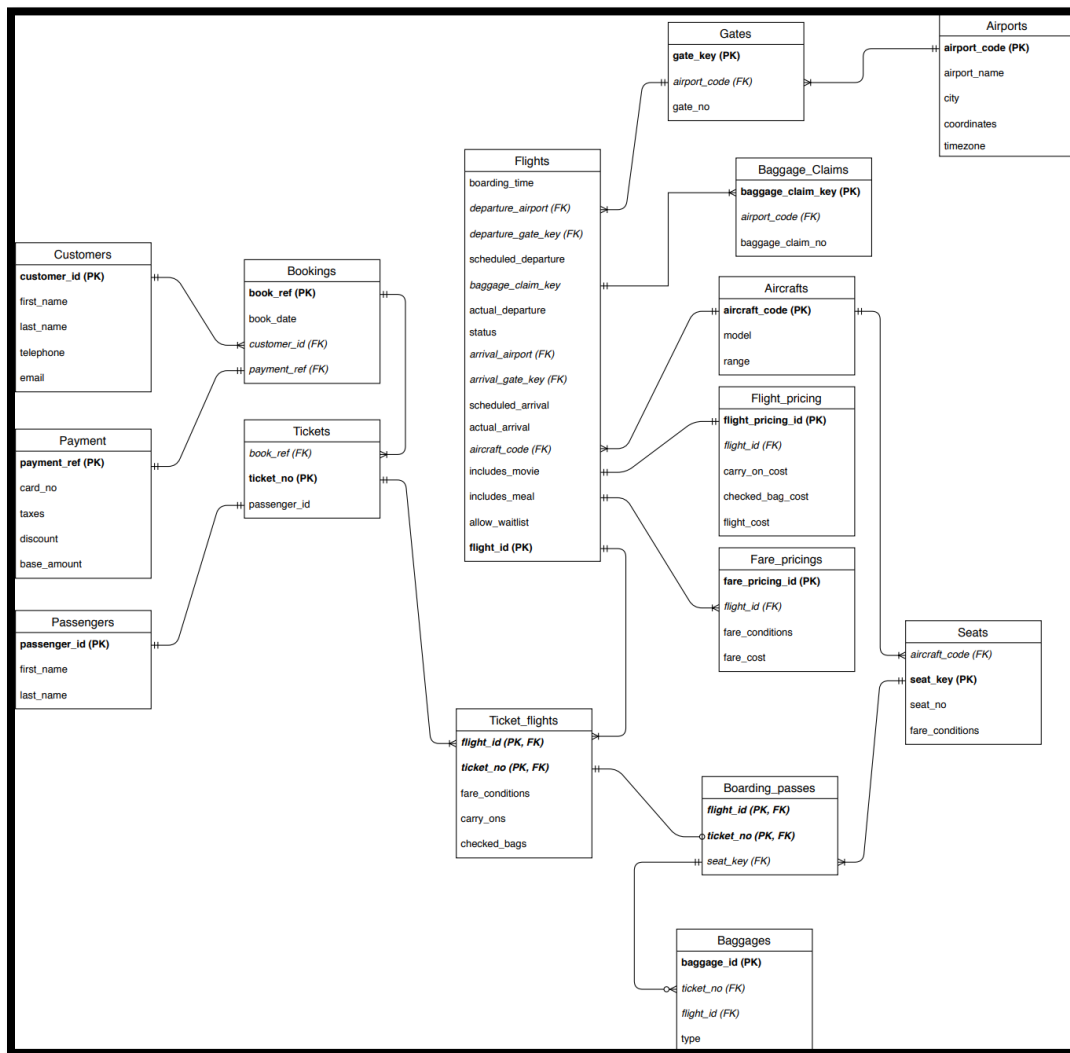 Gates
gate_key (PK)
airport_code (FK)
gate_no
Airports
airport_code (PK)
airport_name
city
coordinates
timezone
Flights
boarding_time
departure_airport (FK)
departure_gate_key (FK)
scheduled_departure
baggage_claim_key
actual_departure
status
arrival_airport (FK)
arrival_gate_key (FK)
scheduled_arrival
actual_arrival
aircraft_code (FK)
includes_movie
includes_meal
allow_waitlist
flight_id (PK)
Baggage_Claims
baggage_claim_key (PK)
airport_code (FK)
baggage_claim_no
Customers
customer_id (PK)
first_name
last_name
telephone
email
Bookings
book_ref (PK)
book_date
customer_id (FK)
payment_ref (FK)
Aircrafts
aircraft_code (PK)
model
range
Flight_pricing
flight_pricing_id (PK)
flight_id (FK)
carry_on_cost
checked_bag_cost
flight_cost
Payment
payment_ref (PK)
card_no
taxes
discount
base_amount
Tickets
book_ref (FK)
ticket_no (PK)
passenger_id
Fare_pricings
fare_pricing_id (PK)
flight_id (FK)
fare_conditions
fare_cost
Passengers
passenger_id (PK)
first_name
last_name
Seats
aircraft_code (FK)
seat_key (PK)
seat_no
fare_conditions
Ticket_flights
flight_id (PK, FK)
ticket_no (PK, FK)
fare_conditions
carry_ons
checked_bags
Boarding_passes
flight_id (PK, FK)
ticket_no (PK, FK)
seat_key (FK)
Baggages
baggage_id (PK)
ticket_no (FK)
flight_id (FK)
type